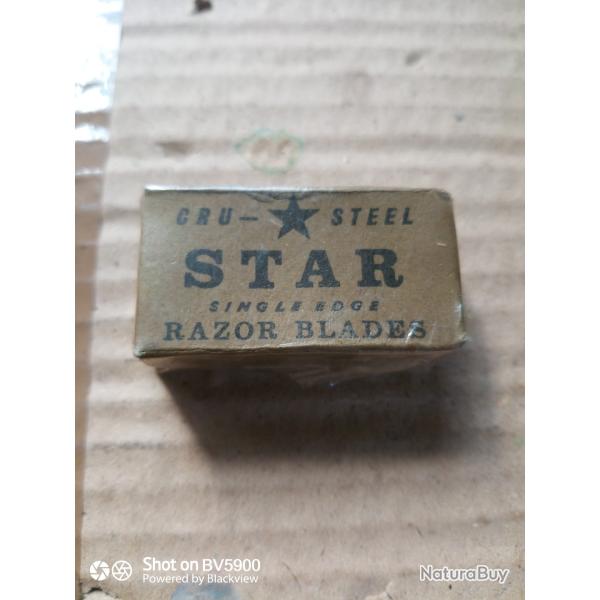 CRU-★ STEEL
STAR
SINGLE EDGE
RAZOR BLADES
Shot on BV5900
Powered by Blackview
NaturaBuy